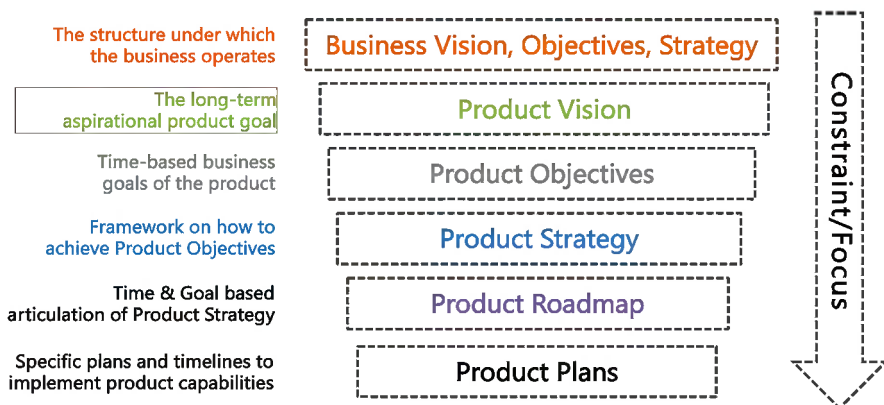 The structure under which
the business operates
Business Vision, Objectives, Strategy
The long-term
aspirational product goal
Product Vision
Time-based business
goals of the product
Product Objectives
Framework on how to
achieve Product Objectives
Product Strategy
Time & Goal based
articulation of Product Strategy
Product Roadmap
Specific plans and timelines to
implement product capabilities
Product Plans
Constraint/Focus